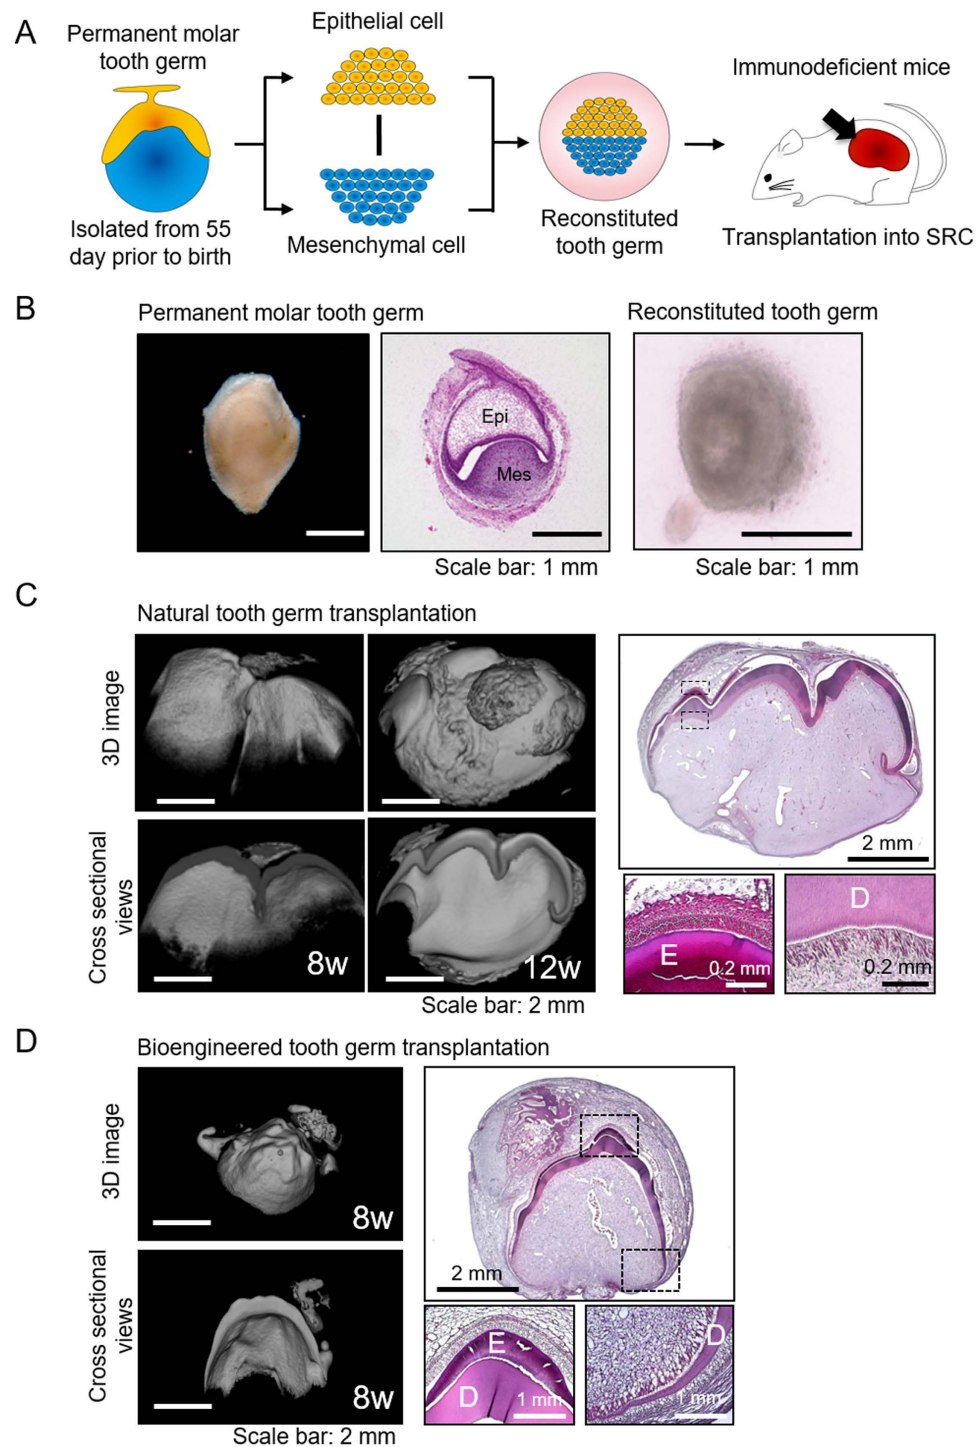 A
Permanent molar
tooth germ
Epithelial cell
Immunodeficient mice
Isolated from 55
day prior to birth
Mesenchymal cell
Reconstituted
tooth germ
Transplantation into SRC
B
Permanent molar tooth germ
Reconstituted tooth germ
Epi
Mes
Scale bar: 1 mm
Scale bar: 1 mm
C
Natural tooth germ transplantation
3D image
2 mm
Cross sectional
views
8w
12w
E
0.2 mm
D
0.2 mm
Scale bar: 2 mm
D
Bioengineered tooth germ transplantation
3D image
8w
2 mm
Cross sectional
views
8w
E
D
1 mm
D
1 mm
Scale bar: 2 mm